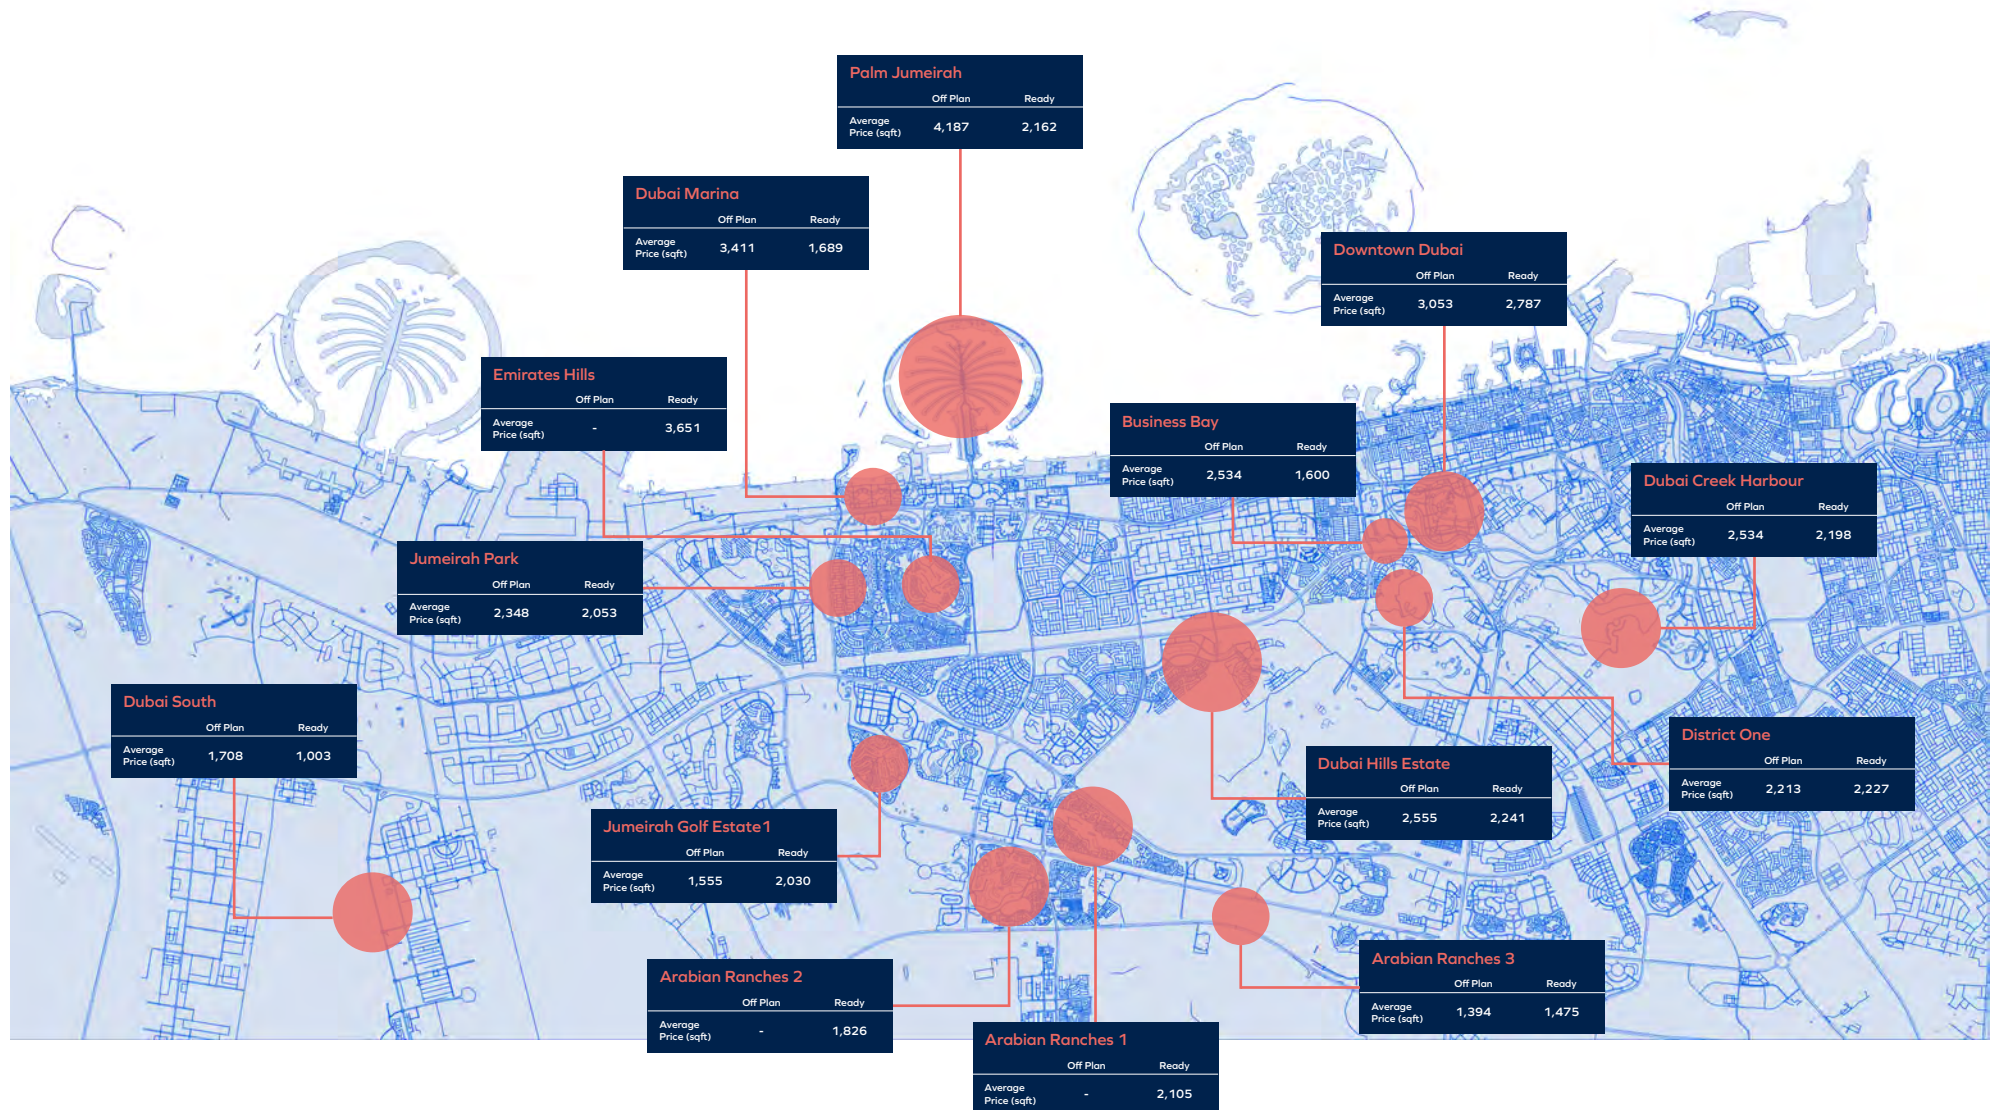 Palm Jumeirah
Off Plan Ready
Average Price (sqft) 4,187 2,162
Dubai Marina
Off Plan Ready
Average Price (sqft) 3,411 1,689
Downtown Dubai
Off Plan Ready
Average Price (sqft) 3,053 2,787
Emirates Hills
Off Plan Ready
Average Price (sqft) - 3,651
Business Bay
Off Plan Ready
Average Price (sqft) 2,534 1,600
Dubai Creek Harbour
Off Plan Ready
Average Price (sqft) 2,534 2,198
Jumeirah Park
Off Plan Ready
Average Price (sqft) 2,348 2,053
Dubai South
Off Plan Ready
Average Price (sqft) 1,708 1,003
District One
Off Plan Ready
Average Price (sqft) 2,213 2,227
Dubai Hills Estate
Off Plan Ready
Average Price (sqft) 2,555 2,241
Jumeirah Golf Estate1
Off Plan Ready
Average Price (sqft) 1,555 2,030
Arabian Ranches 3
Off Plan Ready
Average Price (sqft) 1,394 1,475
Arabian Ranches 2
Off Plan Ready
Average Price (sqft) - 1,826
Arabian Ranches 1
Off Plan Ready
Average Price (sqft) - 2,105